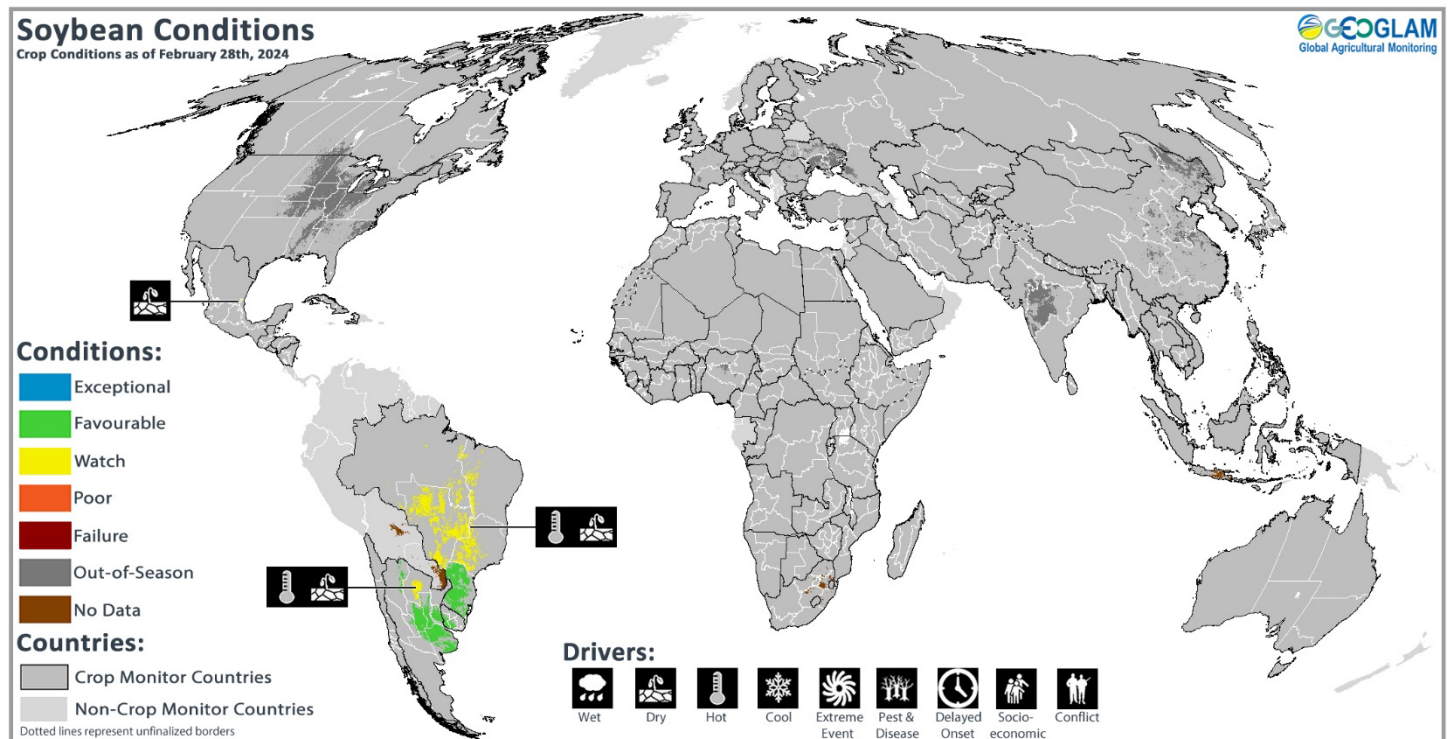 Soybean Conditions
Crop Conditions as of February 28th, 2024
GEOGLAM
Global Agricultural Monitoring
Conditions:
Exceptional
Favourable
Watch
Poor
Failure
Out-of-Season
No Data
Countries:
Crop Monitor Countries
Non-Crop Monitor Countries
Dotted lines represent unfinalized borders
Drivers:
Wet
Dry
Hot
Cool
Extreme
Event
Pest &
Disease
Delayed
Onset
Socio-
economic
Conflict